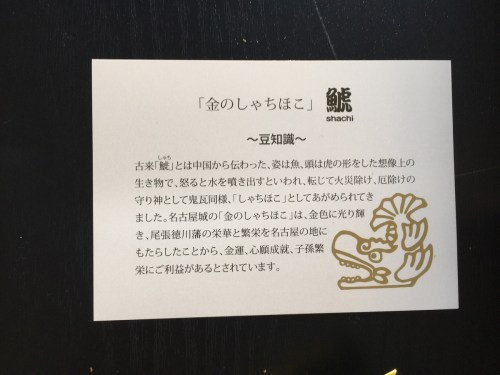 「金のしゃちほこ」 鯱
shachi
～豆知識～
しゃち
古来「鯱」とは中国から伝わった、姿は魚、頭は虎の形をした想像上の
生き物で、怒ると水を噴き出すといわれ、転じて火災除け、厄除けの
守り神として鬼瓦同様、「しゃちほこ」としてあがめられてき
ました。名古屋城の「金のしゃちほこ」は、金色に光り輝
き、尾張徳川藩の栄華と繁栄を名古屋の地に
もたらしたことから、金運、心願成就、子孫繁
栄にご利益があるとされています。